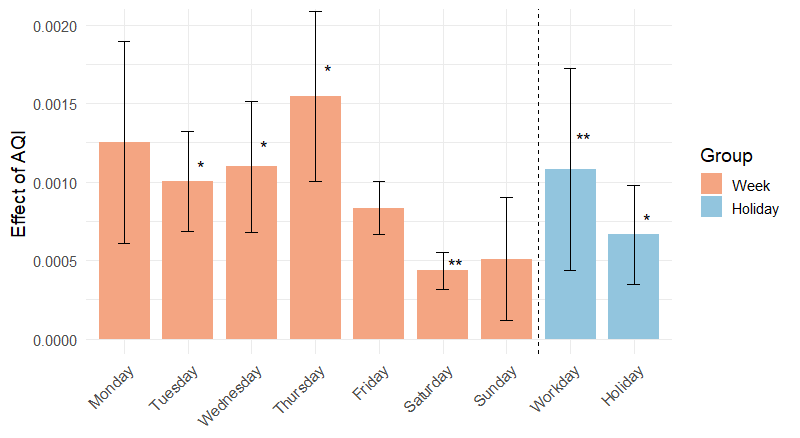 Effect of AQI
0.0020
0.0015
0.0010
0.0005
0.0000
*
*
*
*
**
**
*
Monday
Tuesday
Wednesday
Thursday
Friday
Saturday
Sunday
Workday
Holiday
Group
Week
Holiday